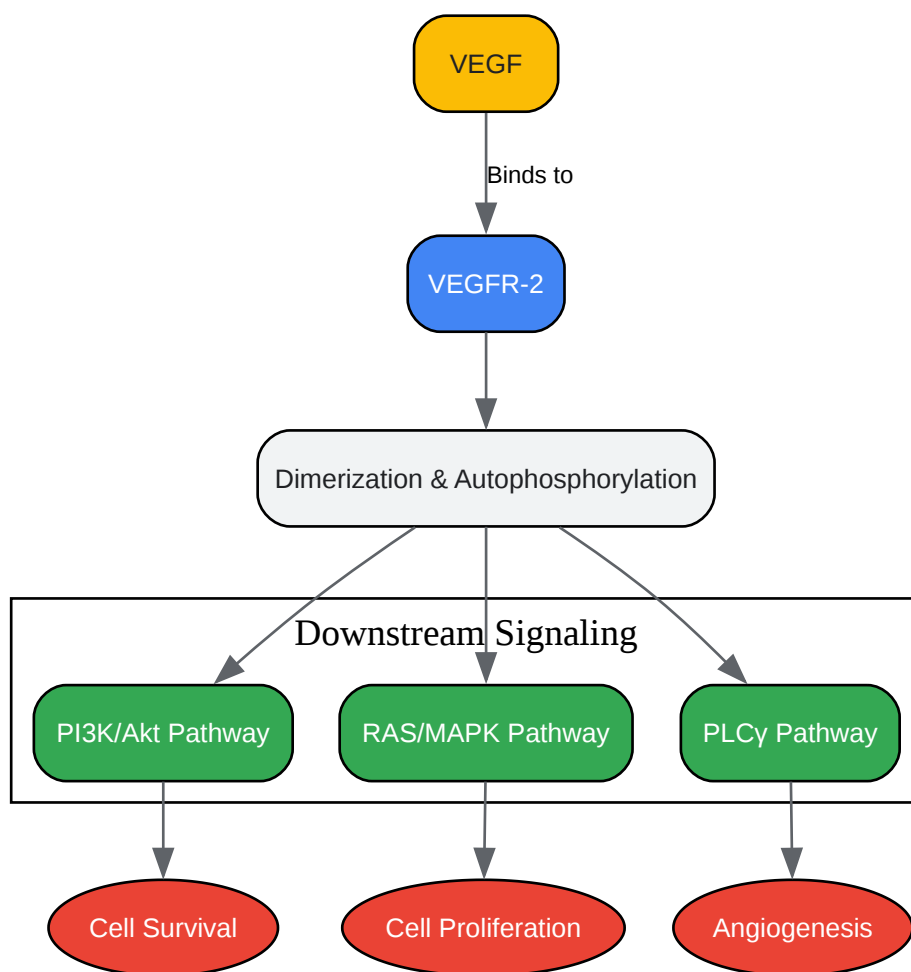 VEGF
Binds to
VEGFR-2
Dimerization & Autophosphorylation
Downstream Signaling
PI3K/Akt Pathway
RAS/MAPK Pathway
PLCγ Pathway
Cell Survival
Cell Proliferation
Angiogenesis